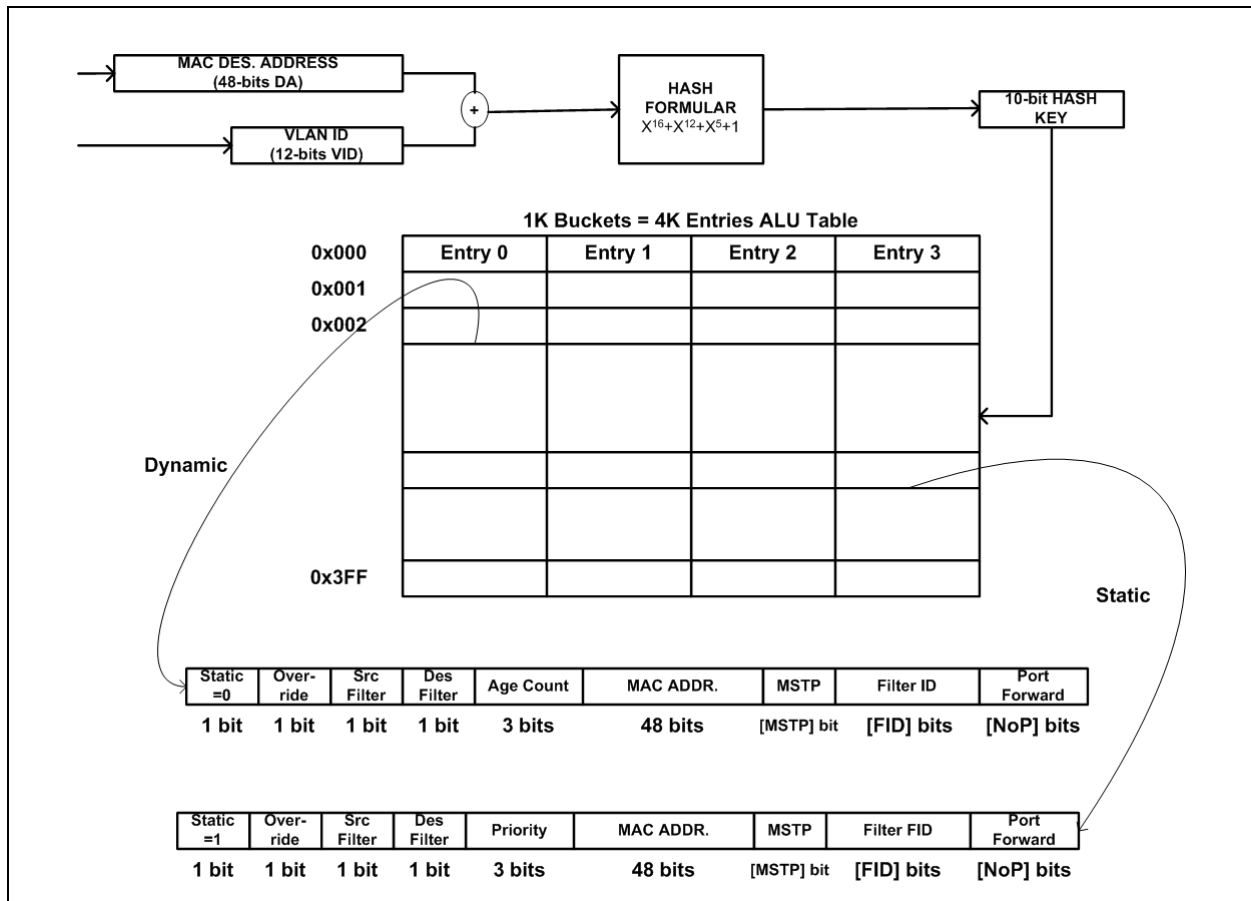 MAC DES. ADDRESS
(48-bits DA)
+
VLAN ID
(12-bits VID)
HASH
FORMULAR
X¹⁶+X¹²+X⁵+1
10-bit HASH
KEY
1K Buckets = 4K Entries ALU Table
0x000 Entry 0 Entry 1 Entry 2 Entry 3
0x001
0x002
Dynamic
0x3FF
Static
Static =0 Over-ride Src Filter Des Filter Age Count MAC ADDR. MSTP Filter ID Port Forward
1 bit 1 bit 1 bit 1 bit 3 bits 48 bits [MSTP] bit [FID] bits [NoP] bits
Static =1 Over-ride Src Filter Des Filter Priority MAC ADDR. MSTP Filter FID Port Forward
1 bit 1 bit 1 bit 1 bit 3 bits 48 bits [MSTP] bit [FID] bits [NoP] bits